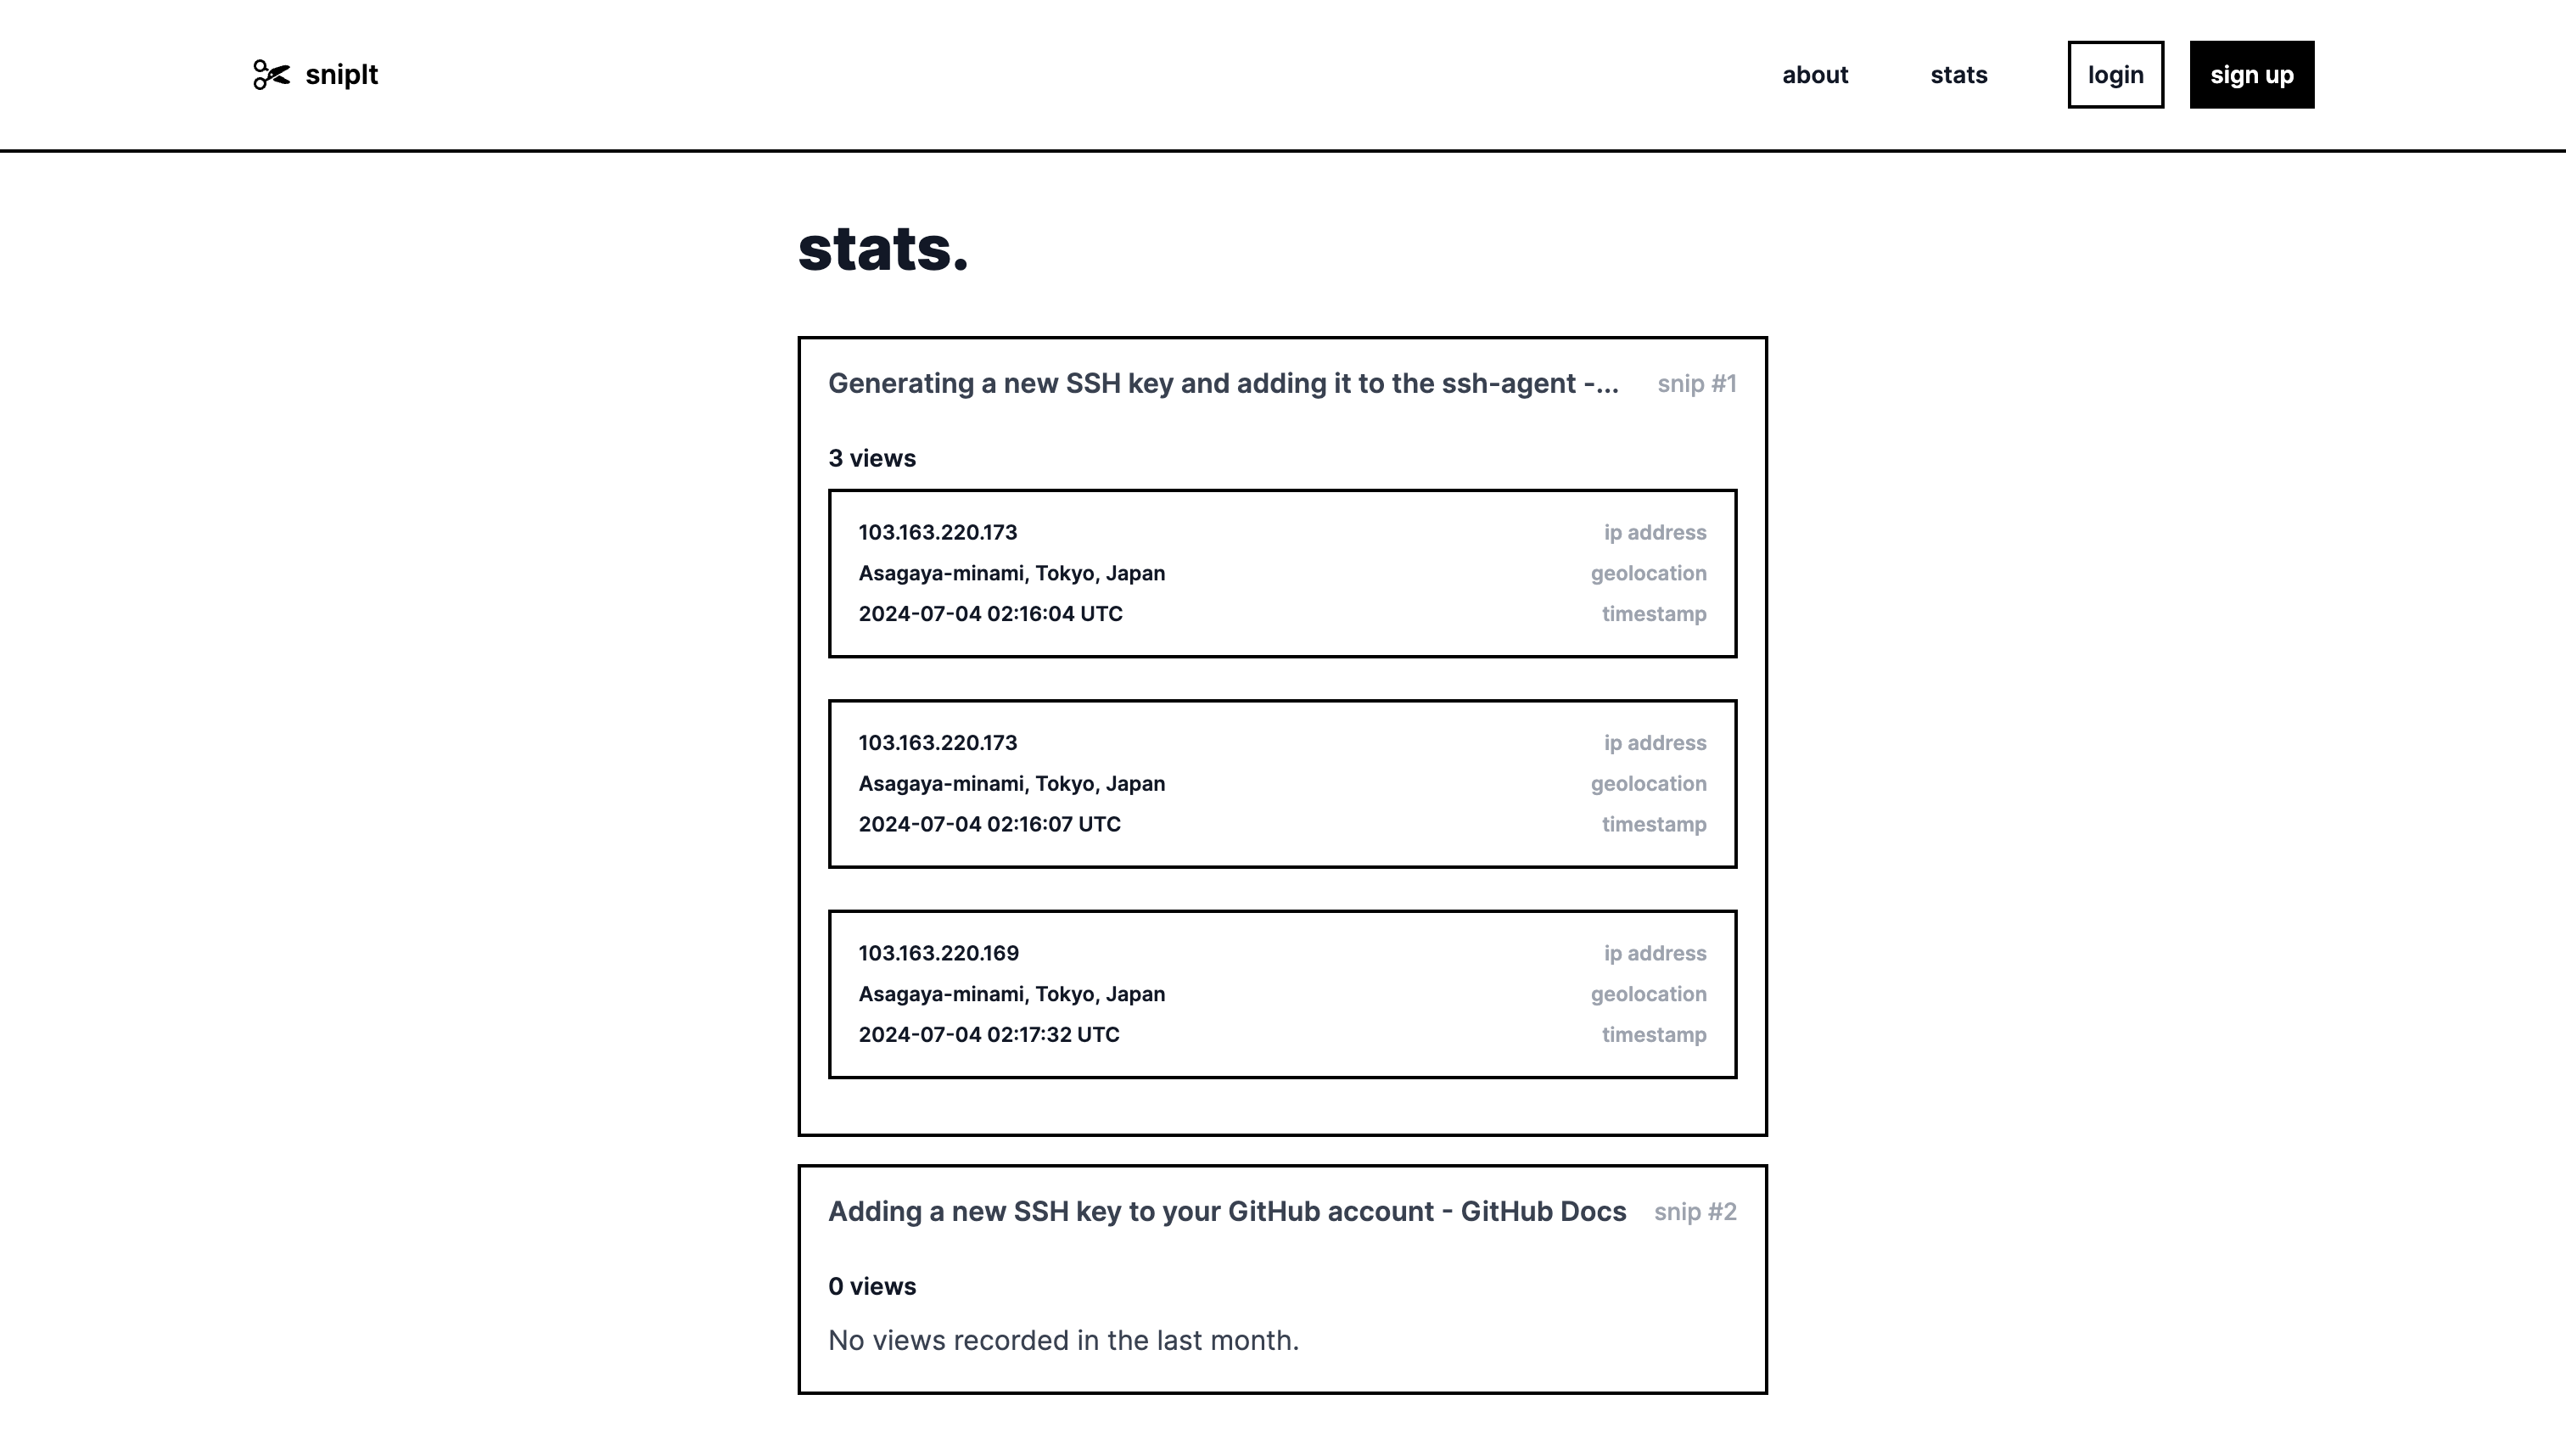 snipIt
about
stats
login
sign up
stats.
Generating a new SSH key and adding it to the ssh-agent -... snip #1
3 views
103.163.220.173 ip address
Asagaya-minami, Tokyo, Japan geolocation
2024-07-04 02:16:04 UTC timestamp
103.163.220.173 ip address
Asagaya-minami, Tokyo, Japan geolocation
2024-07-04 02:16:07 UTC timestamp
103.163.220.169 ip address
Asagaya-minami, Tokyo, Japan geolocation
2024-07-04 02:17:32 UTC timestamp
Adding a new SSH key to your GitHub account - GitHub Docs snip #2
0 views
No views recorded in the last month.